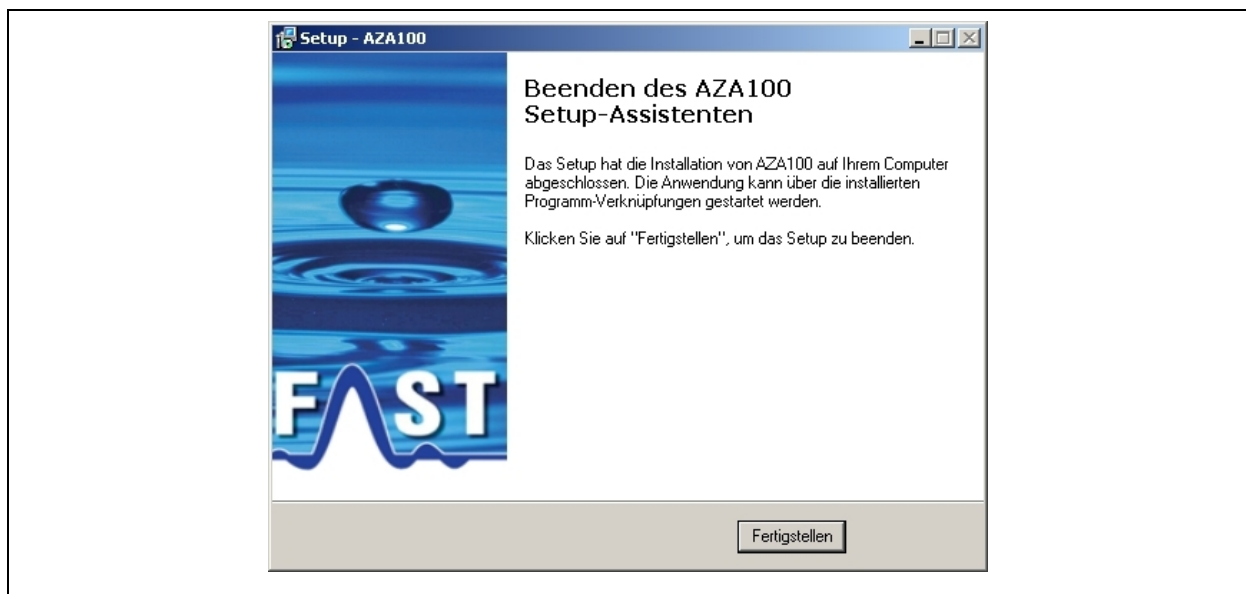 Setup - AZA100
Beenden des AZA100
Setup-Assistenten
Das Setup hat die Installation von AZA100 auf Ihrem Computer
abgeschlossen. Die Anwendung kann über die installierten
Programm-Verknüpfungen gestartet werden.
Klicken Sie auf "Fertigstellen", um das Setup zu beenden.
FAST
Fertigstellen